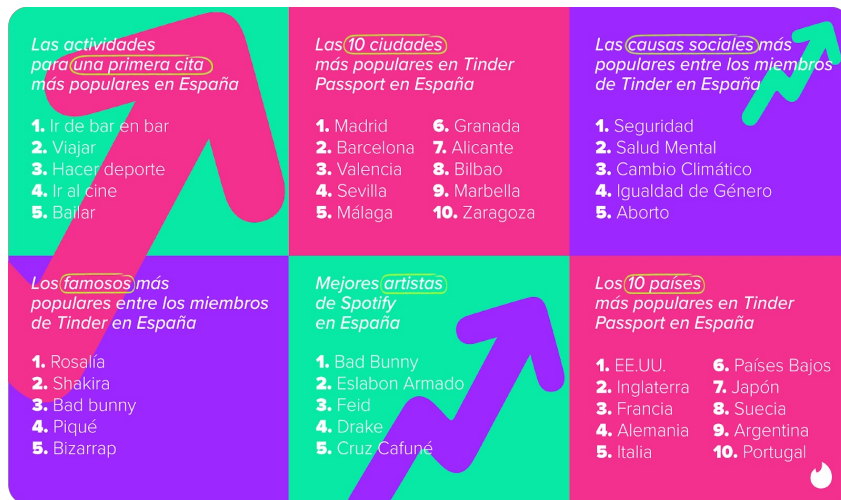 Las actividades
para una primera cita
más populares en España
1. Ir de bar en bar
2. Viajar
3. Hacer deporte
4. Ir al cine
5. Bailar
Las 10 ciudades
más populares en Tinder
Passport en España
1. Madrid
2. Barcelona
3. Valencia
4. Sevilla
5. Málaga
6. Granada
7. Alicante
8. Bilbao
9. Marbella
10. Zaragoza
Las causas sociales más
populares entre los miembros
de Tinder en España
1. Seguridad
2. Salud Mental
3. Cambio Climático
4. Igualdad de Género
5. Aborto
Los famosos más
populares entre los miembros
de Tinder en España
1. Rosalía
2. Shakira
3. Bad bunny
4. Piqué
5. Bizarrap
Mejores artistas
de Spotify
en España
1. Bad Bunny
2. Eslabon Armado
3. Feid
4. Drake
5. Cruz Cafuné
Los 10 países
más populares en Tinder
Passport en España
1. EE.UU.
2. Inglaterra
3. Francia
4. Alemania
5. Italia
6. Países Bajos
7. Japón
8. Suecia
9. Argentina
10. Portugal